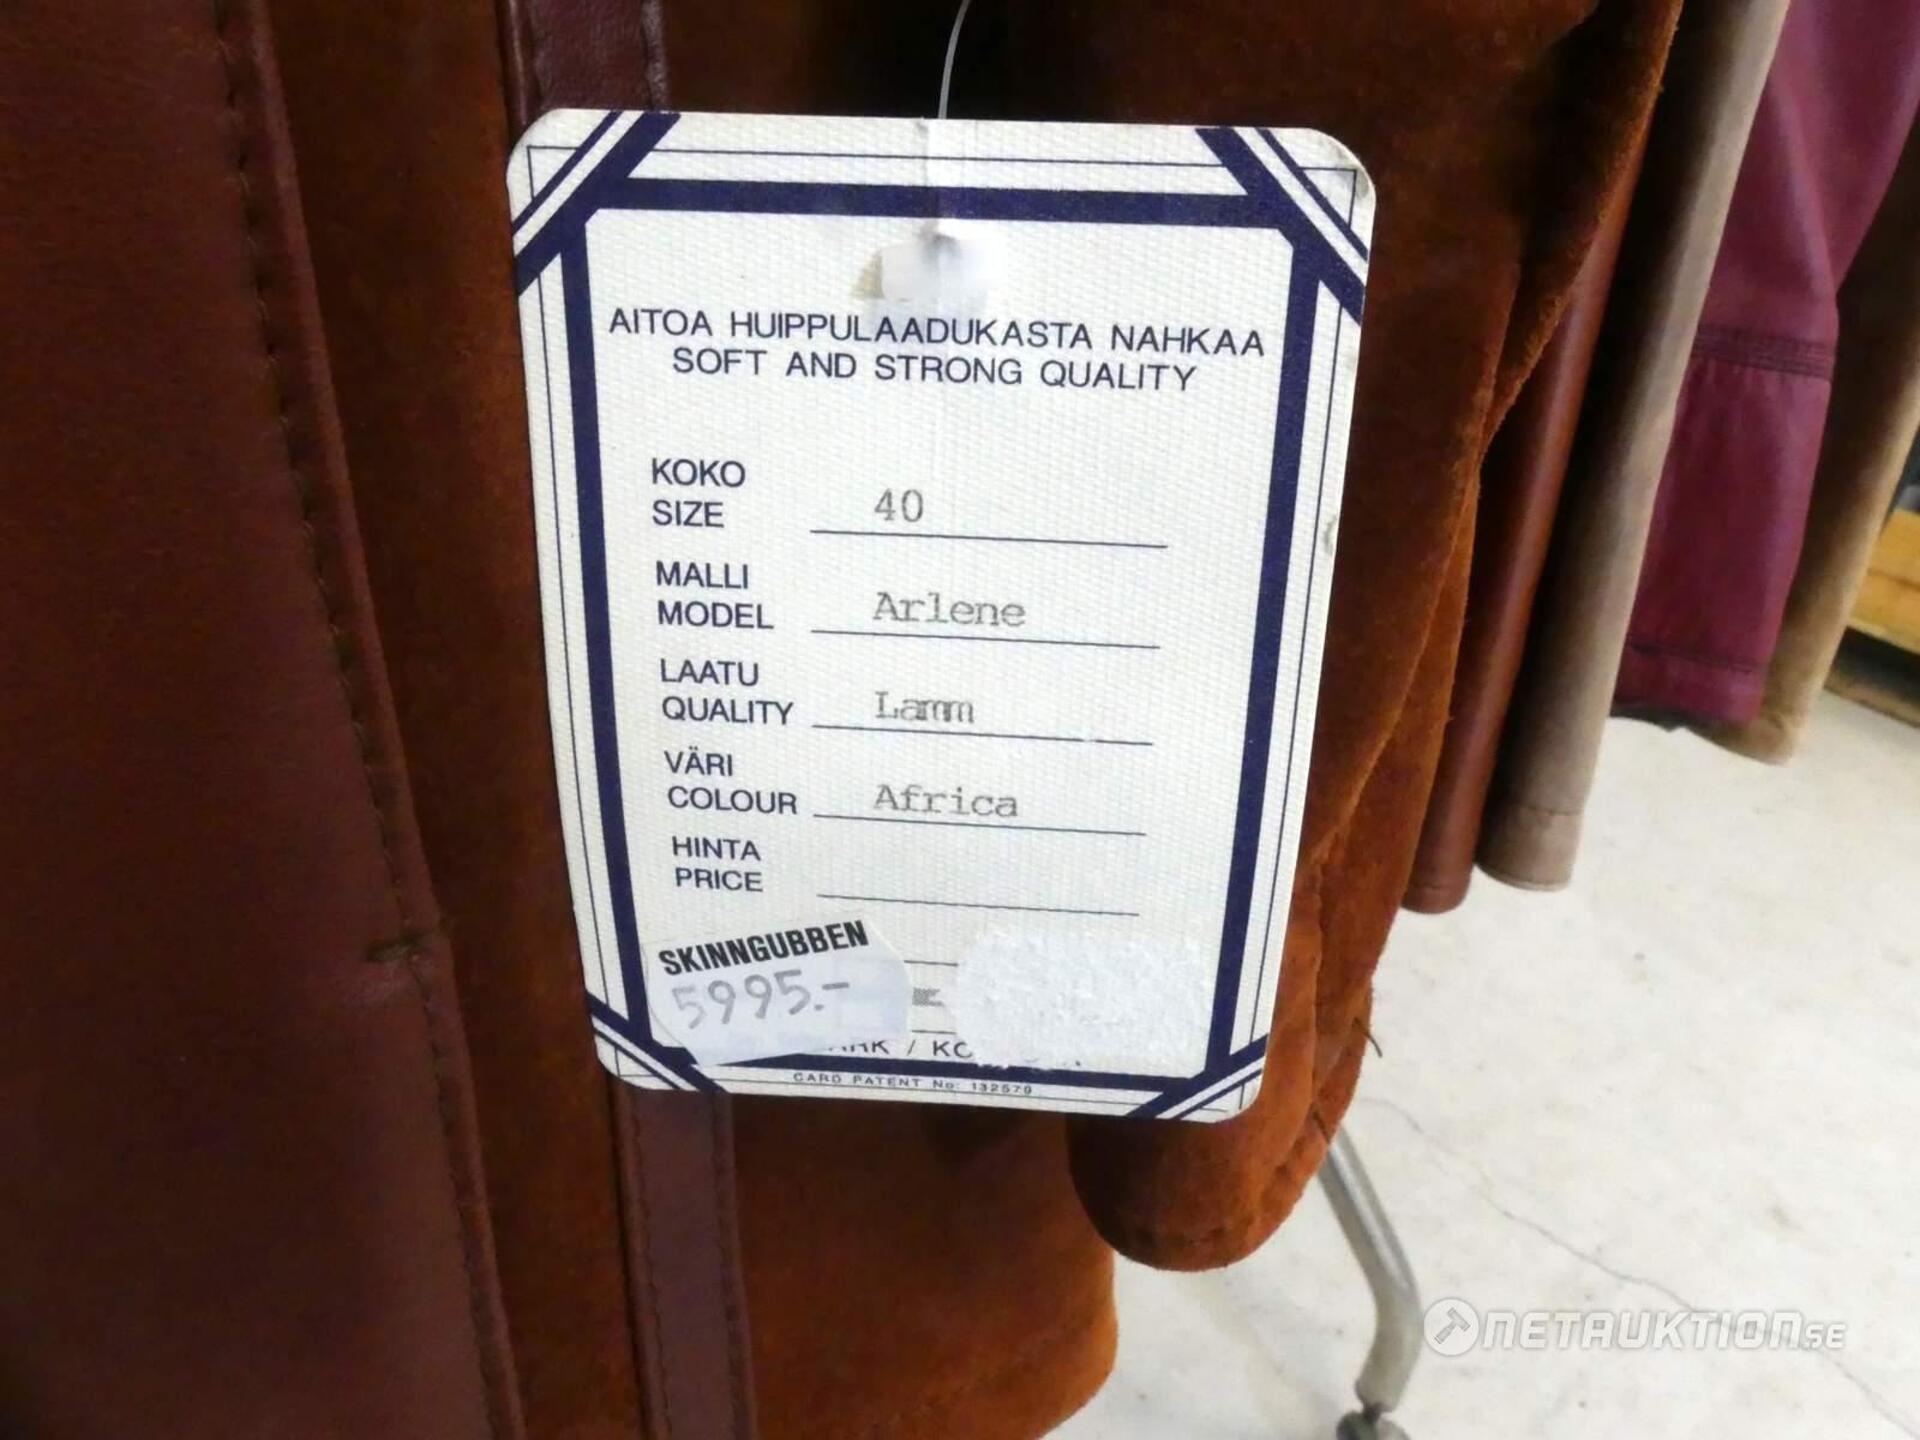 AITOA HUIPPULAADUKASTA NAHKAA
SOFT AND STRONG QUALITY
KOKO
SIZE 40
MALLI
MODEL Arlene
LAATU
QUALITY Lamm
VÄRI
COLOUR Africa
HINTA
PRICE
SKINNGUBBEN
5995.-
CARD PATENT No: 132579
NETAUKTION.SE